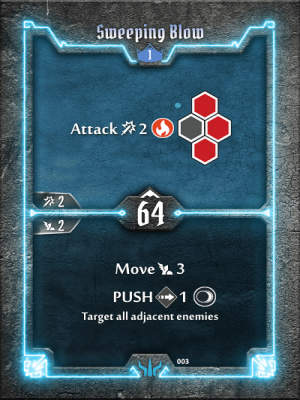 Sweeping Blow
1
Attack 2
2
64
2
Move 3
PUSH 1
Target all adjacent enemies
003